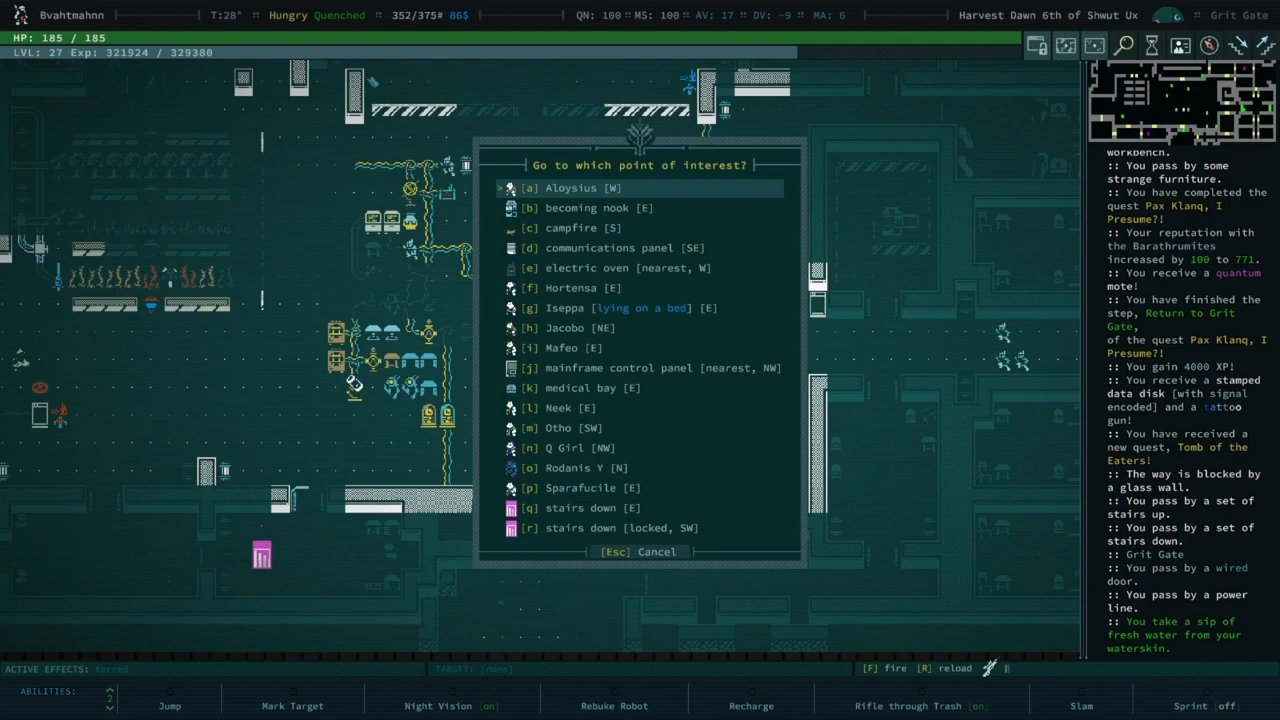 Bvahtmahnn T:28° :: Hungry Quenched :: 352/375# 86$ QN: 100 :: MS: 100 :: AV: 17 :: DV: -9 :: MA: 6 Harvest Dawn 6th of Shwut Ux Grit Gate
HP: 185 / 185
LVL: 27 Exp: 321924 / 329380
Go to which point of interest?
> [a] Aloysius [W]
[b] becoming nook [E]
[c] campfire [S]
[d] communications panel [SE]
[e] electric oven [nearest, W]
[f] Hortensa [E]
[g] Iseppa [lying on a bed] [E]
[h] Jacobo [NE]
[i] Mafeo [E]
[j] mainframe control panel [nearest, NW]
[k] medical bay [E]
[l] Neek [E]
[m] Otho [SW]
[n] Q Girl [NW]
[o] Rodanis Y [N]
[p] Sparafucile [E]
[q] stairs down [E]
[r] stairs down [locked, SW]
[Esc] Cancel
workbench.
:: You pass by some
strange furniture.
:: You have completed the
quest Pax Klanq, I
Presume?!
:: Your reputation with
the Barathrumites
increased by 100 to 771.
:: You receive a quantum
mote!
:: You have finished the
step, Return to Grit
Gate,
of the quest Pax Klanq, I
Presume?!
:: You gain 4000 XP!
:: You receive a stamped
data disk [with signal
encoded] and a tattoo
gun!
:: You have received a
new quest, Tomb of the
Eaters!
:: The way is blocked by
a glass wall.
:: You pass by a set of
stairs up.
:: You pass by a set of
stairs down.
:: Grit Gate
:: You pass by a wired
door.
:: You pass by a power
line.
:: You take a sip of
fresh water from your
waterskin.
ACTIVE EFFECTS: tarred TARGET: [none] [F] fire [R] reload
ABILITIES: 2 Jump Mark Target Night Vision [on] Rebuke Robot Recharge Rifle through Trash [on] Slam Sprint [off]